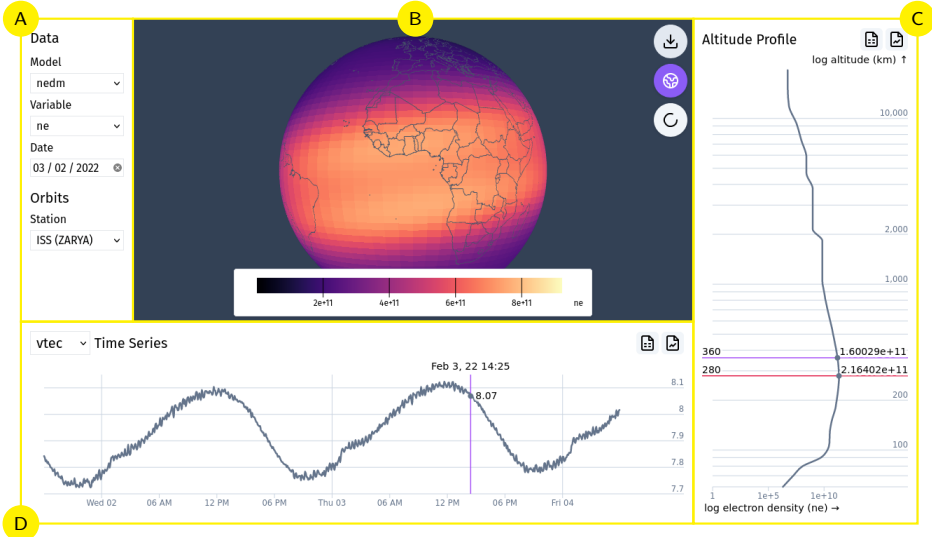 A
B
C
Data
Model
nedm
Variable
ne
Date
03 / 02 / 2022
Orbits
Station
ISS (ZARYA)
2e+11 4e+11 6e+11 8e+11 ne
Altitude Profile
log altitude (km) ↑
10,000
2,000
1,000
360 1.60029e+11
280 2.16402e+11
200
100
1 1e+5 1e+10
log electron density (ne) →
vtec Time Series
Feb 3, 22 14:25
8.1
8.07
8
7.9
7.8
7.7
Wed 02 06 AM 12 PM 06 PM Thu 03 06 AM 12 PM 06 PM Fri 04
D